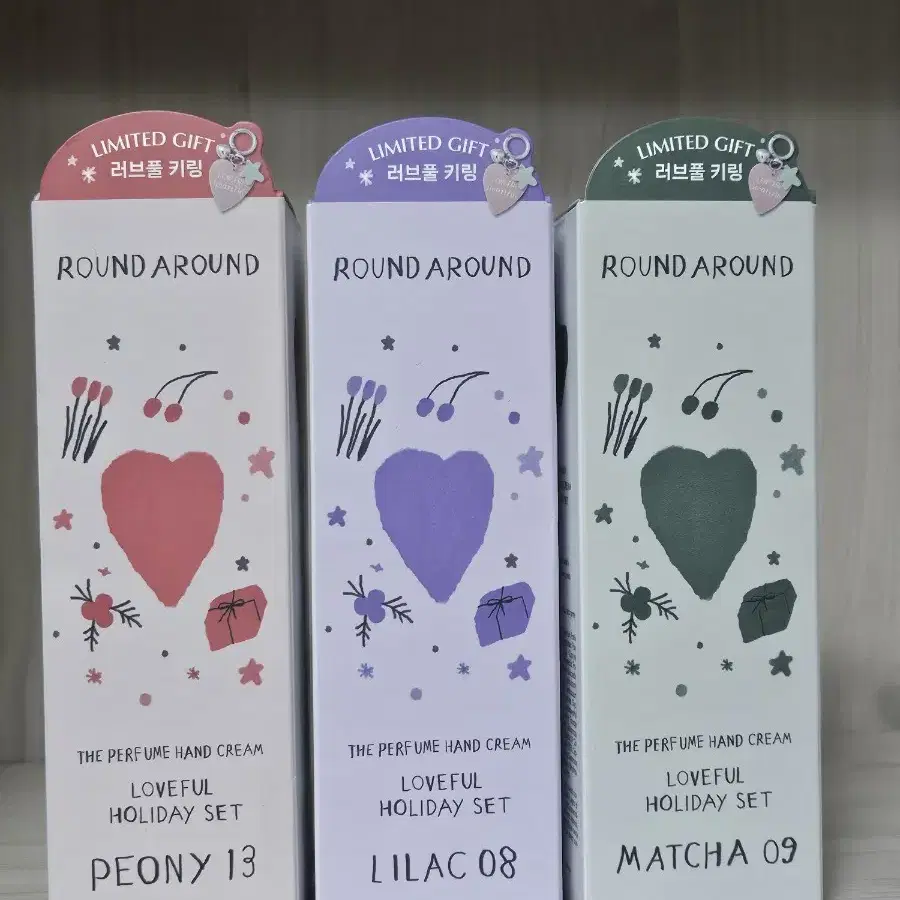 LIMITED GIFT
러브풀 키링
ROUND AROUND
THE PERFUME HAND CREAM
LOVEFUL
HOLIDAY SET
PEONY 13
LIMITED GIFT
러브풀 키링
ROUND AROUND
THE PERFUME HAND CREAM
LOVEFUL
HOLIDAY SET
LILAC 08
LIMITED GIFT
러브풀 키링
ROUND AROUND
THE PERFUME HAND CREAM
LOVEFUL
HOLIDAY SET
MATCHA 09